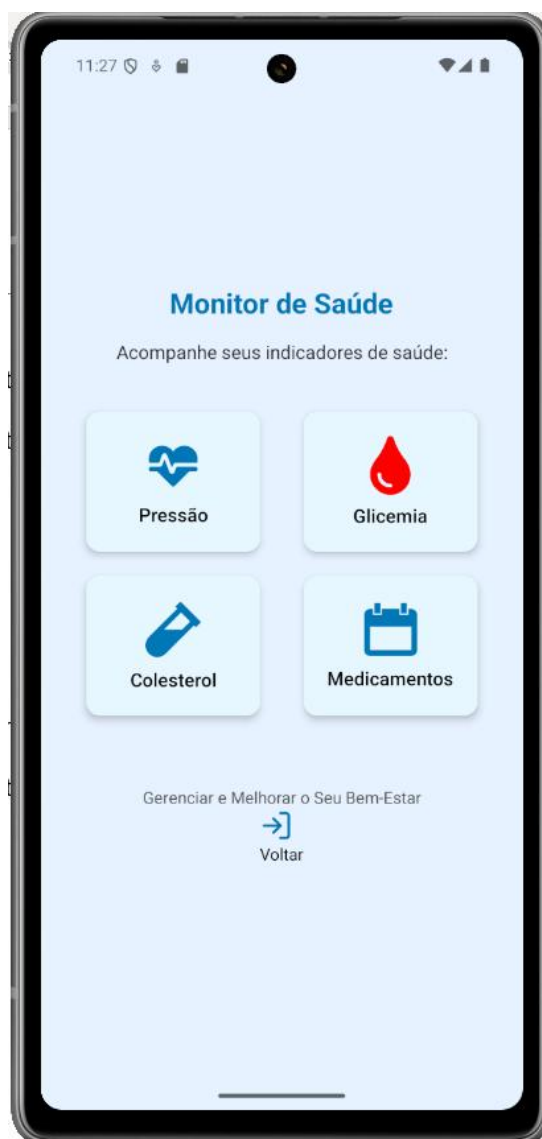 11:27
Monitor de Saúde
Acompanhe seus indicadores de saúde:
Pressão
Glicemia
Colesterol
Medicamentos
Gerenciar e Melhorar o Seu Bem-Estar
Voltar